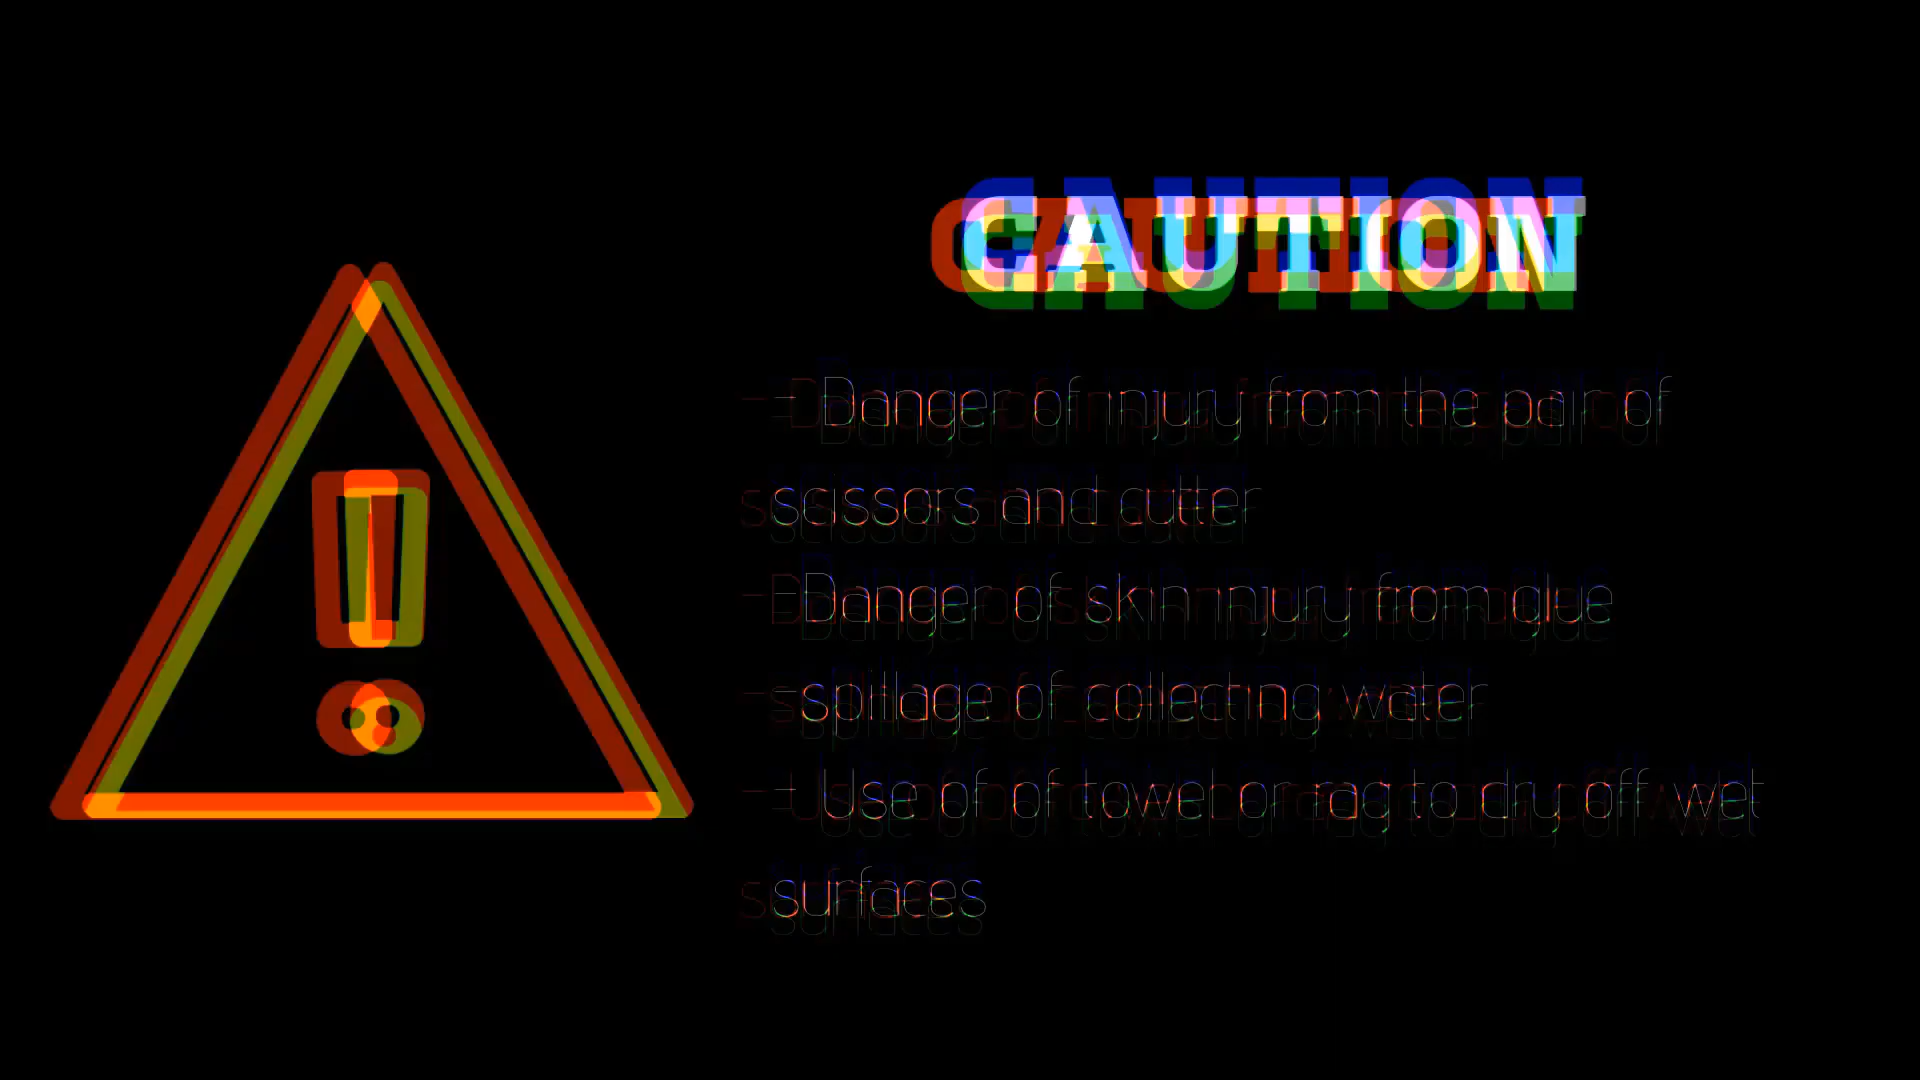 CAUTION
- Danger of injury from the pair of
scissors and cutter
- Danger of skin injury from glue
- spillage of collecting water
- Use of of towel or rag to dry off wet
surfaces